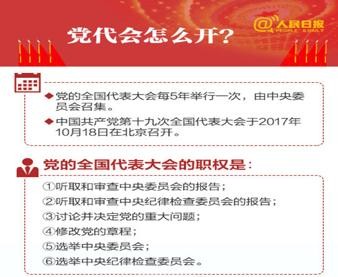 @人民日报
PEOPLE'S DAILY
党代会怎么开?
◆党的全国代表大会每5年举行一次，由中央委
员会召集。
◆中国共产党第十九次全国代表大会于2017年
10月18日在北京召开。
党的全国代表大会的职权是:
①听取和审查中央委员会的报告;
②听取和审查中央纪律检查委员会的报告;
③讨论并决定党的重大问题;
④修改党的章程;
⑤选举中央委员会;
⑥选举中央纪律检查委员会。